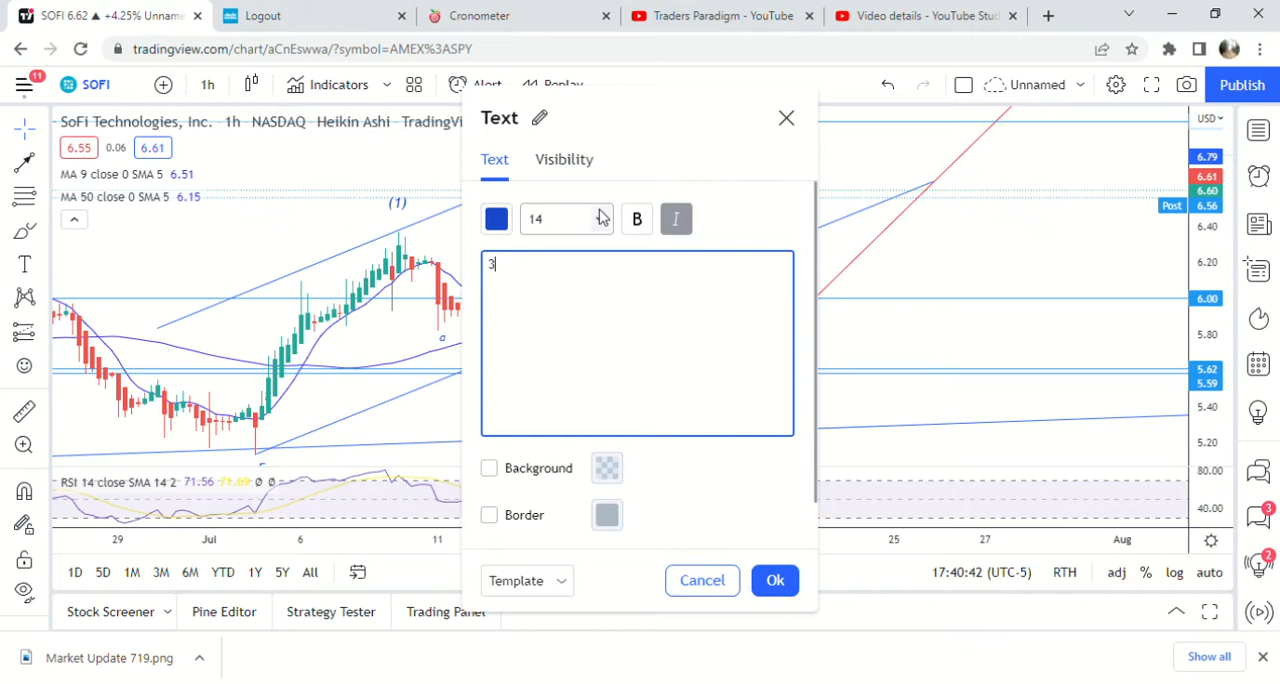 SOFI 6.62 ▲ +4.25% Unname
Logout
Cronometer
Traders Paradigm - YouTube
Video details - YouTube Stu
tradingview.com/chart/aCnEswwa/?symbol=AMEX%3ASPY
11
SOFI
1h
Indicators
Alert
Replay
Unnamed
Publish
Text
SoFi Technologies, Inc. · 1h · NASDAQ · Heikin Ashi · TradingVi
USD
6.55
0.06
6.61
MA 9 close 0 SMA 5 6.51
MA 50 close 0 SMA 5 6.15
Text
Visibility
6.79
6.61
6.60
Post 6.56
6.40
6.20
6.00
5.80
5.62
5.59
5.40
5.20
80.00
40.00
(1)
a
14
B
I
3
Background
Border
RSI 14 close SMA 14 2 71.56 71.69 Ø Ø
29
Jul
6
11
25
27
Aug
1D
5D
1M
3M
6M
YTD
1Y
5Y
All
Template
Cancel
Ok
17:40:42 (UTC-5)
RTH
adj
%
log
auto
Stock Screener
Pine Editor
Strategy Tester
Trading Panel
3
2
Market Update 719.png
Show all